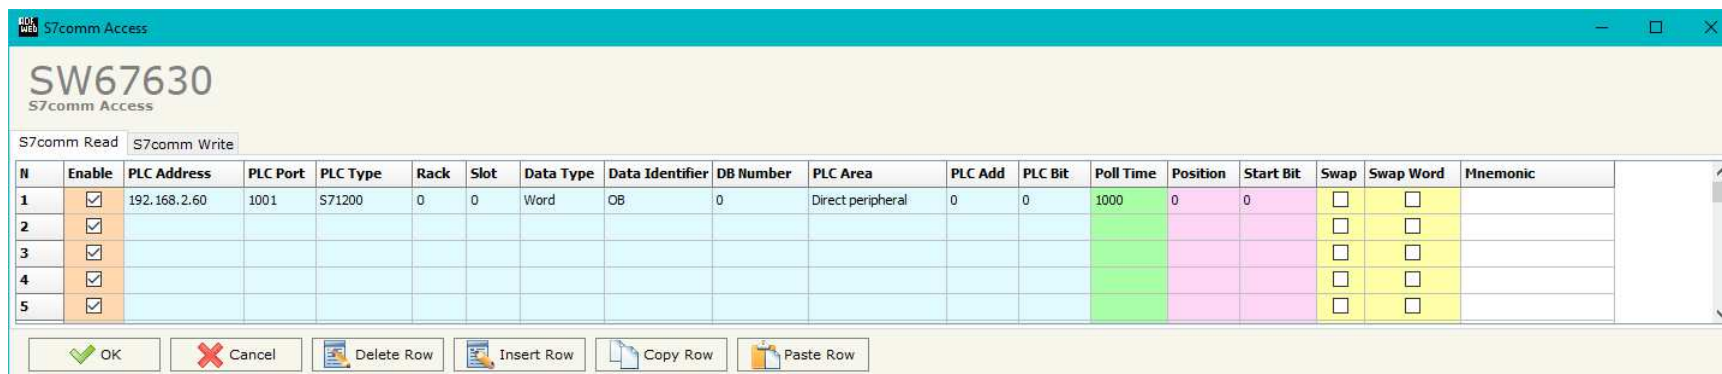 ADF WEB S7comm Access
SW67630
S7comm Access
S7comm Read S7comm Write
N Enable PLC Address PLC Port PLC Type Rack Slot Data Type Data Identifier DB Number PLC Area PLC Add PLC Bit Poll Time Position Start Bit Swap Swap Word Mnemonic
1 192.168.2.60 1001 S71200 0 0 Word OB 0 Direct peripheral 0 0 1000 0 0
2
3
4
5
OK Cancel Delete Row Insert Row Copy Row Paste Row